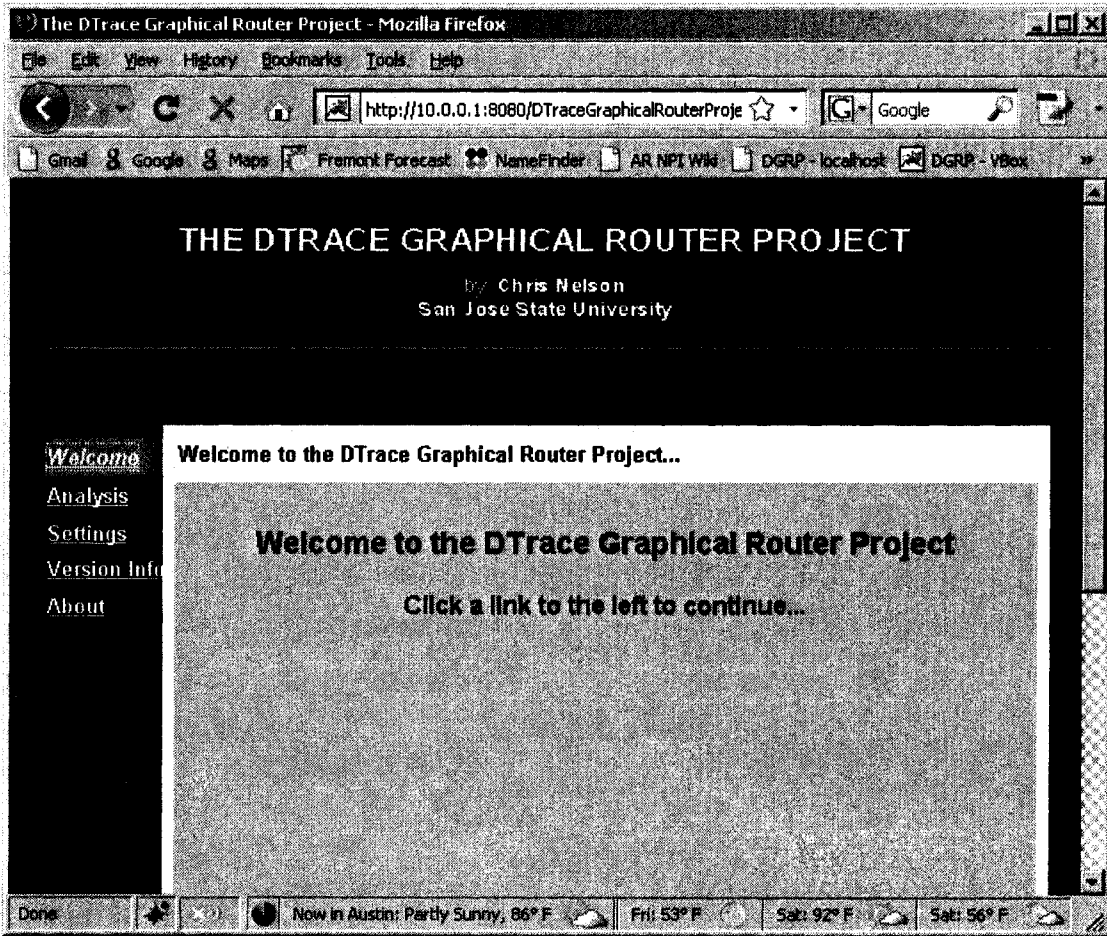 The DTrace Graphical Router Project - Mozilla Firefox
File Edit View History Bookmarks Tools Help
http://10.0.0.1:8080/DTraceGraphicalRouterProje
G Google
Gmail Google Maps Fremont Forecast NameFinder AR NPI Wiki DGRP - localhost DGRP - VBox »
THE DTRACE GRAPHICAL ROUTER PROJECT
by Chris Nelson
San Jose State University
Welcome
Analysis
Settings
Version Info
About
Welcome to the DTrace Graphical Router Project...
Welcome to the DTrace Graphical Router Project
Click a link to the left to continue...
Done Now in Austin: Partly Sunny, 86° F Fri: 53° F Sat: 92° F Sat: 56° F